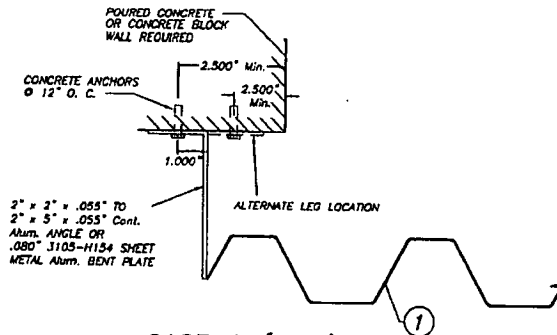 POURED CONCRETE
OR CONCRETE BLOCK
WALL REQUIRED
2.500" Min.
CONCRETE ANCHORS
@ 12" O. C.
2.500"
Min.
1.000"
ALTERNATE LEG LOCATION
2" x 2" x .055" TO
2" x 5" x .055" Cont.
Alum. ANGLE OR
.080" 3105-H154 SHEET
METAL Alum. BENT PLATE
1